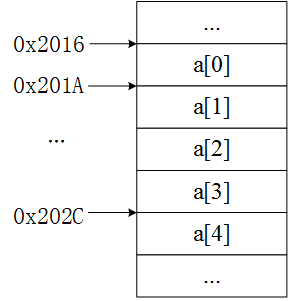 ...
0x2016
a[0]
0x201A
a[1]
...
a[2]
a[3]
0x202C
a[4]
...